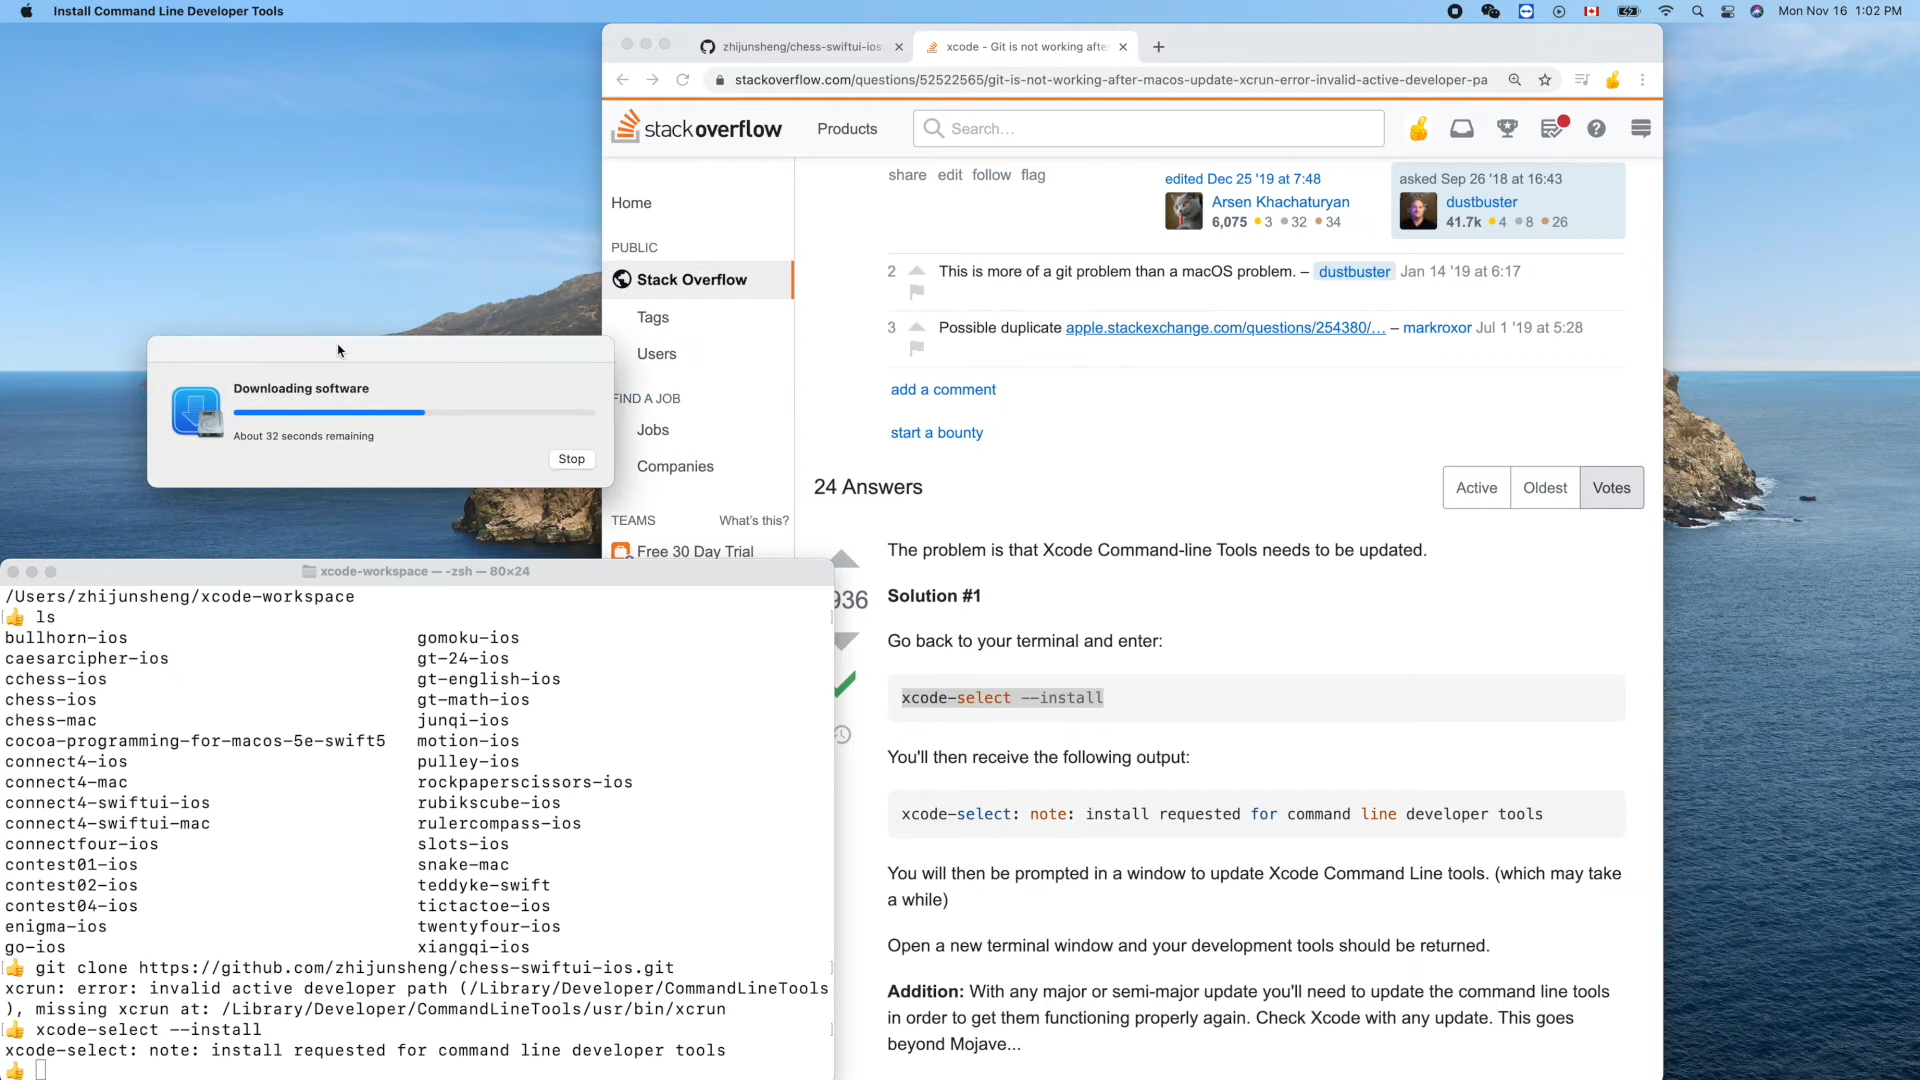 Install Command Line Developer Tools
Mon Nov 16 1:02 PM
zhijunsheng/chess-swiftui-ios
xcode - Git is not working afte
stackoverflow.com/questions/52522565/git-is-not-working-after-macos-update-xcrun-error-invalid-active-developer-pa
stackoverflow
Products
Search...
share edit follow flag
edited Dec 25 '19 at 7:48
Arsen Khachaturyan
6,075 3 32 34
asked Sep 26 '18 at 16:43
dustbuster
41.7k 4 8 26
Home
PUBLIC
Stack Overflow
Tags
Users
FIND A JOB
Jobs
Companies
TEAMS What's this?
Free 30 Day Trial
2 This is more of a git problem than a macOS problem. – dustbuster Jan 14 '19 at 6:17
3 Possible duplicate apple.stackexchange.com/questions/254380/… – markroxor Jul 1 '19 at 5:28
add a comment
start a bounty
24 Answers
Active Oldest Votes
936
The problem is that Xcode Command-line Tools needs to be updated.
Solution #1
Go back to your terminal and enter:
xcode-select --install
You'll then receive the following output:
xcode-select: note: install requested for command line developer tools
You will then be prompted in a window to update Xcode Command Line tools. (which may take
a while)
Open a new terminal window and your development tools should be returned.
Addition: With any major or semi-major update you'll need to update the command line tools
in order to get them functioning properly again. Check Xcode with any update. This goes
beyond Mojave...
Downloading software
About 32 seconds remaining
Stop
xcode-workspace — -zsh — 80×24
/Users/zhijunsheng/xcode-workspace
👍 ls
bullhorn-ios gomoku-ios
caesarcipher-ios gt-24-ios
cchess-ios gt-english-ios
chess-ios gt-math-ios
chess-mac junqi-ios
cocoa-programming-for-macos-5e-swift5 motion-ios
connect4-ios pulley-ios
connect4-mac rockpaperscissors-ios
connect4-swiftui-ios rubikscube-ios
connect4-swiftui-mac rulercompass-ios
connectfour-ios slots-ios
contest01-ios snake-mac
contest02-ios teddyke-swift
contest04-ios tictactoe-ios
enigma-ios twentyfour-ios
go-ios xiangqi-ios
👍 git clone https://github.com/zhijunsheng/chess-swiftui-ios.git
xcrun: error: invalid active developer path (/Library/Developer/CommandLineTools
), missing xcrun at: /Library/Developer/CommandLineTools/usr/bin/xcrun
👍 xcode-select --install
xcode-select: note: install requested for command line developer tools
👍